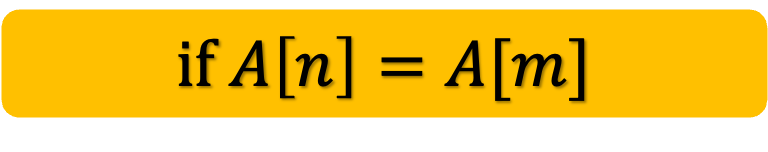 if A[n] = A[m]